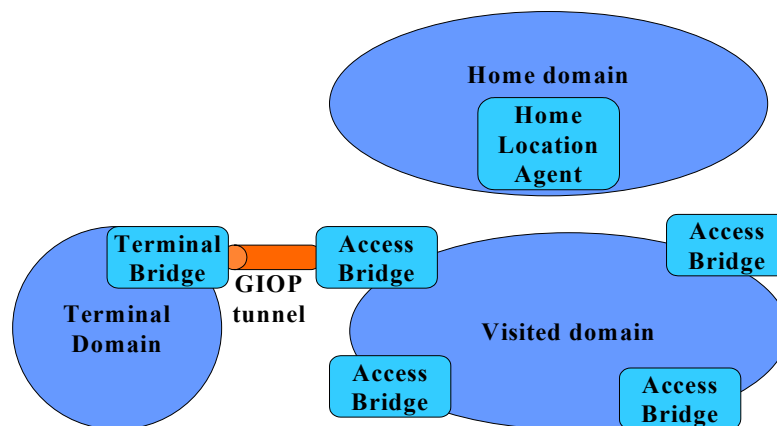 Home domain
Home
Location
Agent
Terminal
Bridge
GIOP
tunnel
Access
Bridge
Access
Bridge
Terminal
Domain
Visited domain
Access
Bridge
Access
Bridge